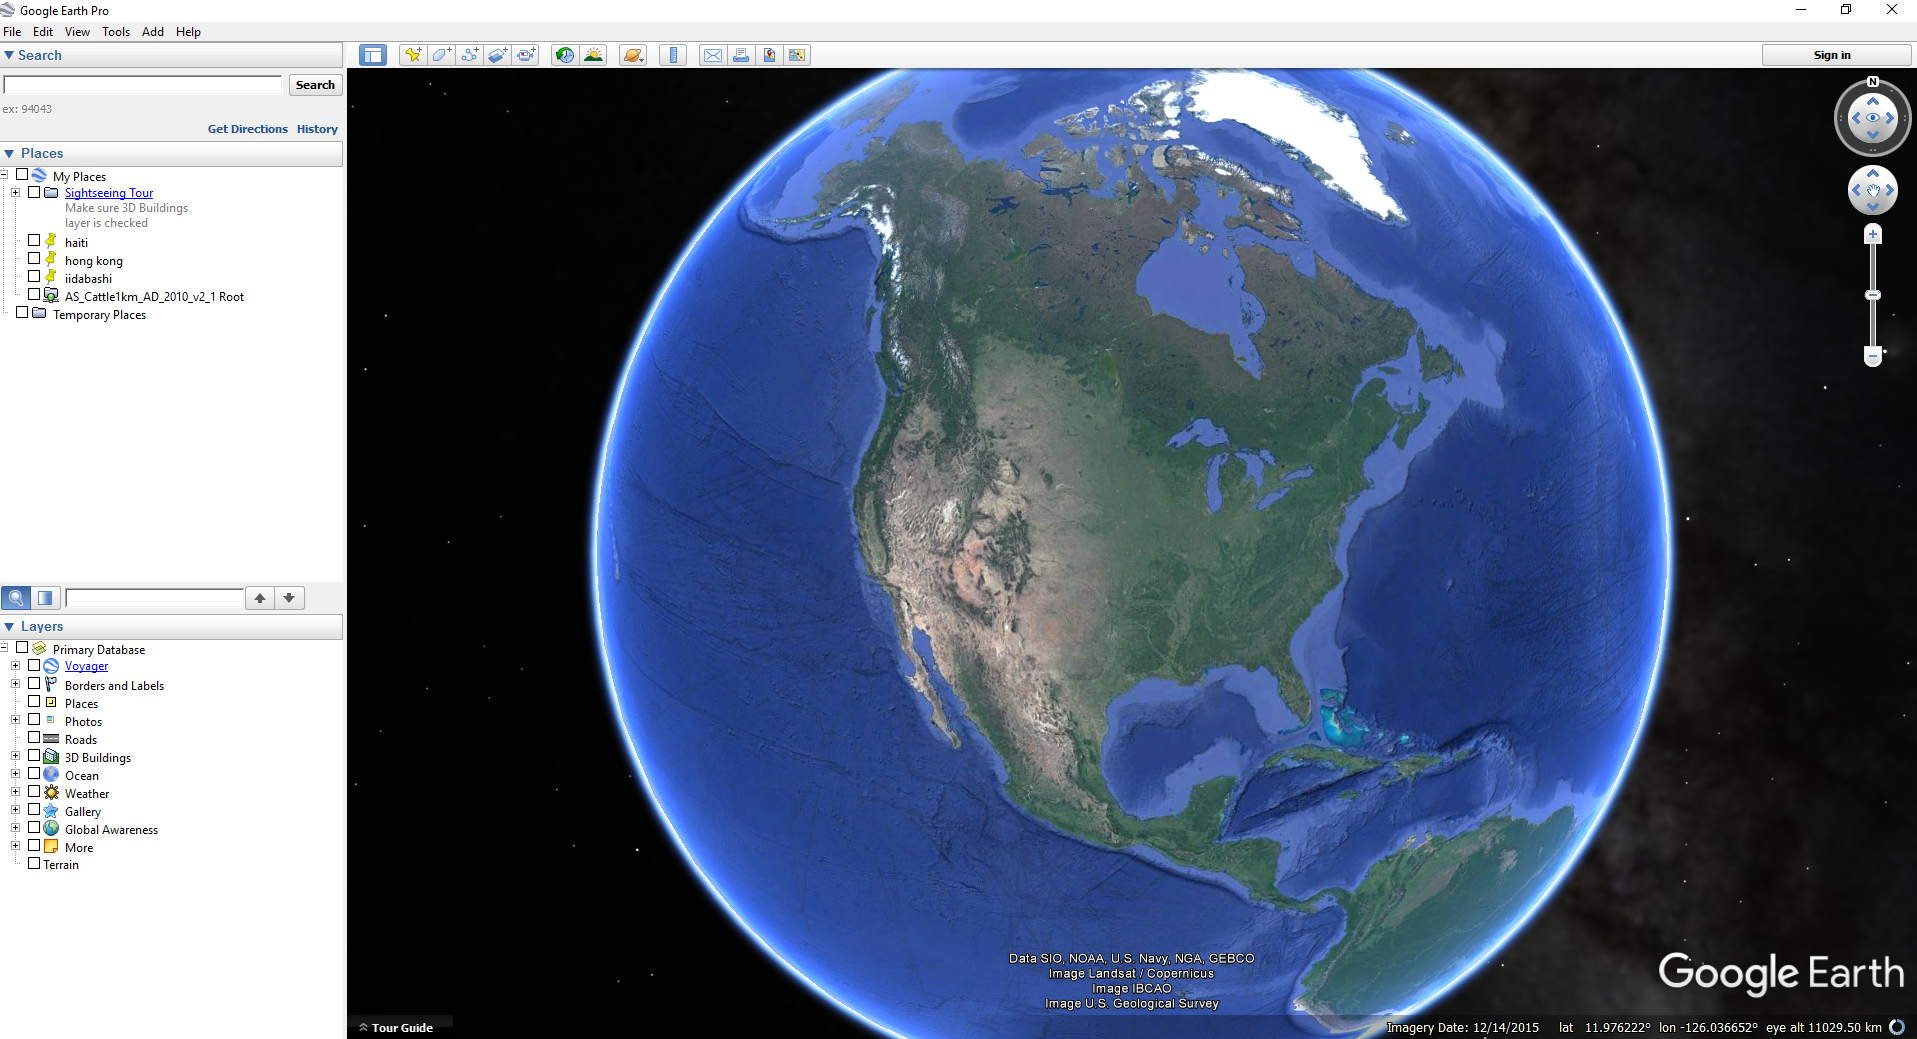 Google Earth Pro
File Edit View Tools Add Help
Search
Search
ex: 94043
Get Directions History
Places
My Places
Sightseeing Tour
Make sure 3D Buildings
layer is checked
haiti
hong kong
iidabashi
AS_Cattle1km_AD_2010_v2_1 Root
Temporary Places
Layers
Primary Database
Voyager
Borders and Labels
Places
Photos
Roads
3D Buildings
Ocean
Weather
Gallery
Global Awareness
More
Terrain
Sign in
N
Data SIO, NOAA, U.S. Navy, NGA, GEBCO
Image Landsat / Copernicus
Image IBCAO
Image U.S. Geological Survey
Google Earth
Tour Guide
Imagery Date: 12/14/2015 lat 11.976222° lon -126.036652° eye alt 11029.50 km